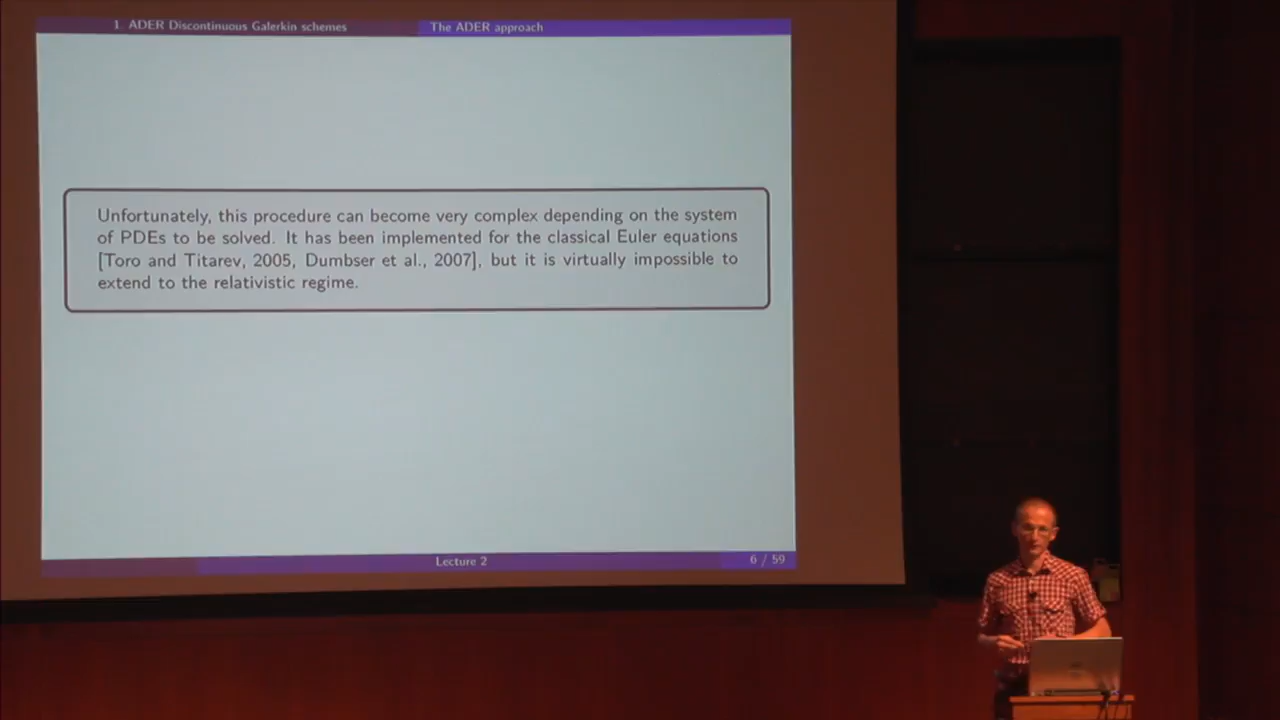 1. ADER Discontinuous Galerkin schemes
The ADER approach
Unfortunately, this procedure can become very complex depending on the system
of PDEs to be solved. It has been implemented for the classical Euler equations
[Toro and Titarev, 2005, Dumbser et al., 2007], but it is virtually impossible to
extend to the relativistic regime.
Lecture 2
6 / 59